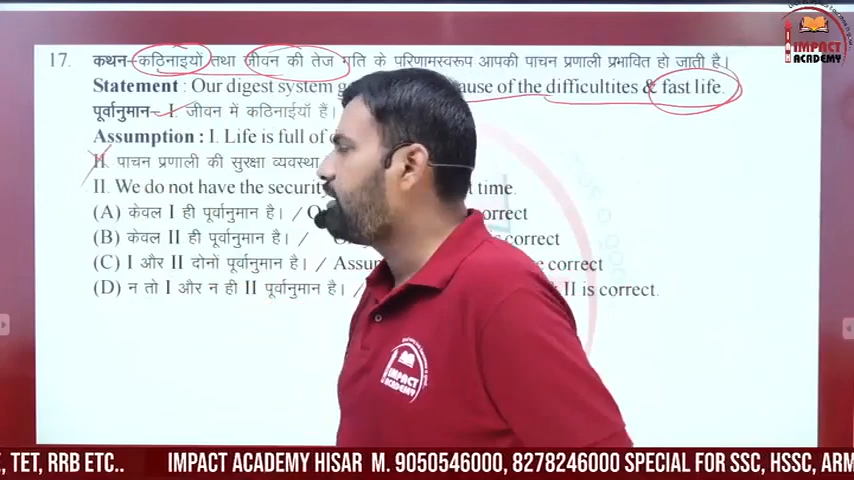 IMPACT
ACADEMY
17. कथन–कठिनाइयों तथा जीवन की तेज गति के परिणामस्वरूप आपकी पाचन प्रणाली प्रभावित हो जाती है।
Statement : Our digest system of the difficultites & fast life.
पूर्वानुमान– I. जीवन में कठिनाईयाँ हैं।
Assumption : I. Life is full of
II. पाचन प्रणाली की सुरक्षा व्यवस्था
II. We do not have the security time.
(A) केवल I ही पूर्वानुमान है। / correct
(B) केवल II ही पूर्वानुमान है। / correct
(C) I और II दोनों पूर्वानुमान है। / correct
(D) न तो I और न ही II पूर्वानुमान है। / II is correct.
IMPACT
ACADEMY
, TET, RRB ETC.. IMPACT ACADEMY HISAR M. 9050546000, 8278246000 SPECIAL FOR SSC, HSSC, ARM